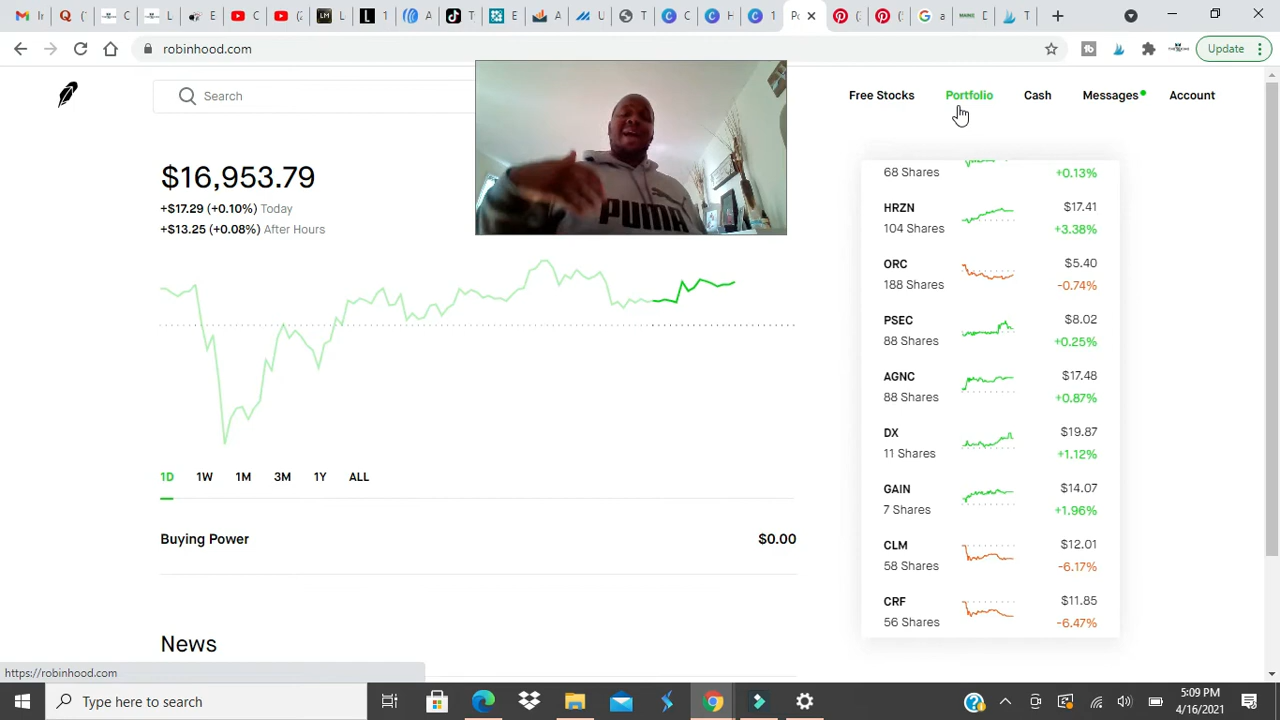 In
(
C
(2
L
1
A
T
E
A
U
T
C
H
1
Po
(
(
a
D
T
robinhood.com
Update
Search
Free Stocks Portfolio Cash Messages Account
$16,953.79
+$17.29 (+0.10%) Today
+$13.25 (+0.08%) After Hours
PUMA
68 Shares +0.13%
HRZN $17.41
104 Shares +3.38%
ORC $5.40
188 Shares -0.74%
PSEC $8.02
88 Shares +0.25%
AGNC $17.48
88 Shares +0.87%
DX $19.87
11 Shares +1.12%
GAIN $14.07
7 Shares +1.96%
CLM $12.01
58 Shares -6.17%
CRF $11.85
56 Shares -6.47%
1D 1W 1M 3M 1Y ALL
Buying Power $0.00
News
https://robinhood.com
Type here to search
5:09 PM
4/16/2021